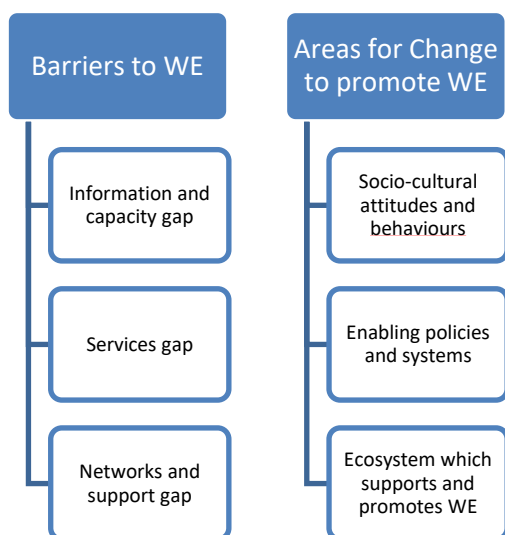 Barriers to WE
Information and
capacity gap
Services gap
Networks and
support gap
Areas for Change
to promote WE
Socio-cultural
attitudes and
behaviours
Enabling policies
and systems
Ecosystem which
supports and
promotes WE